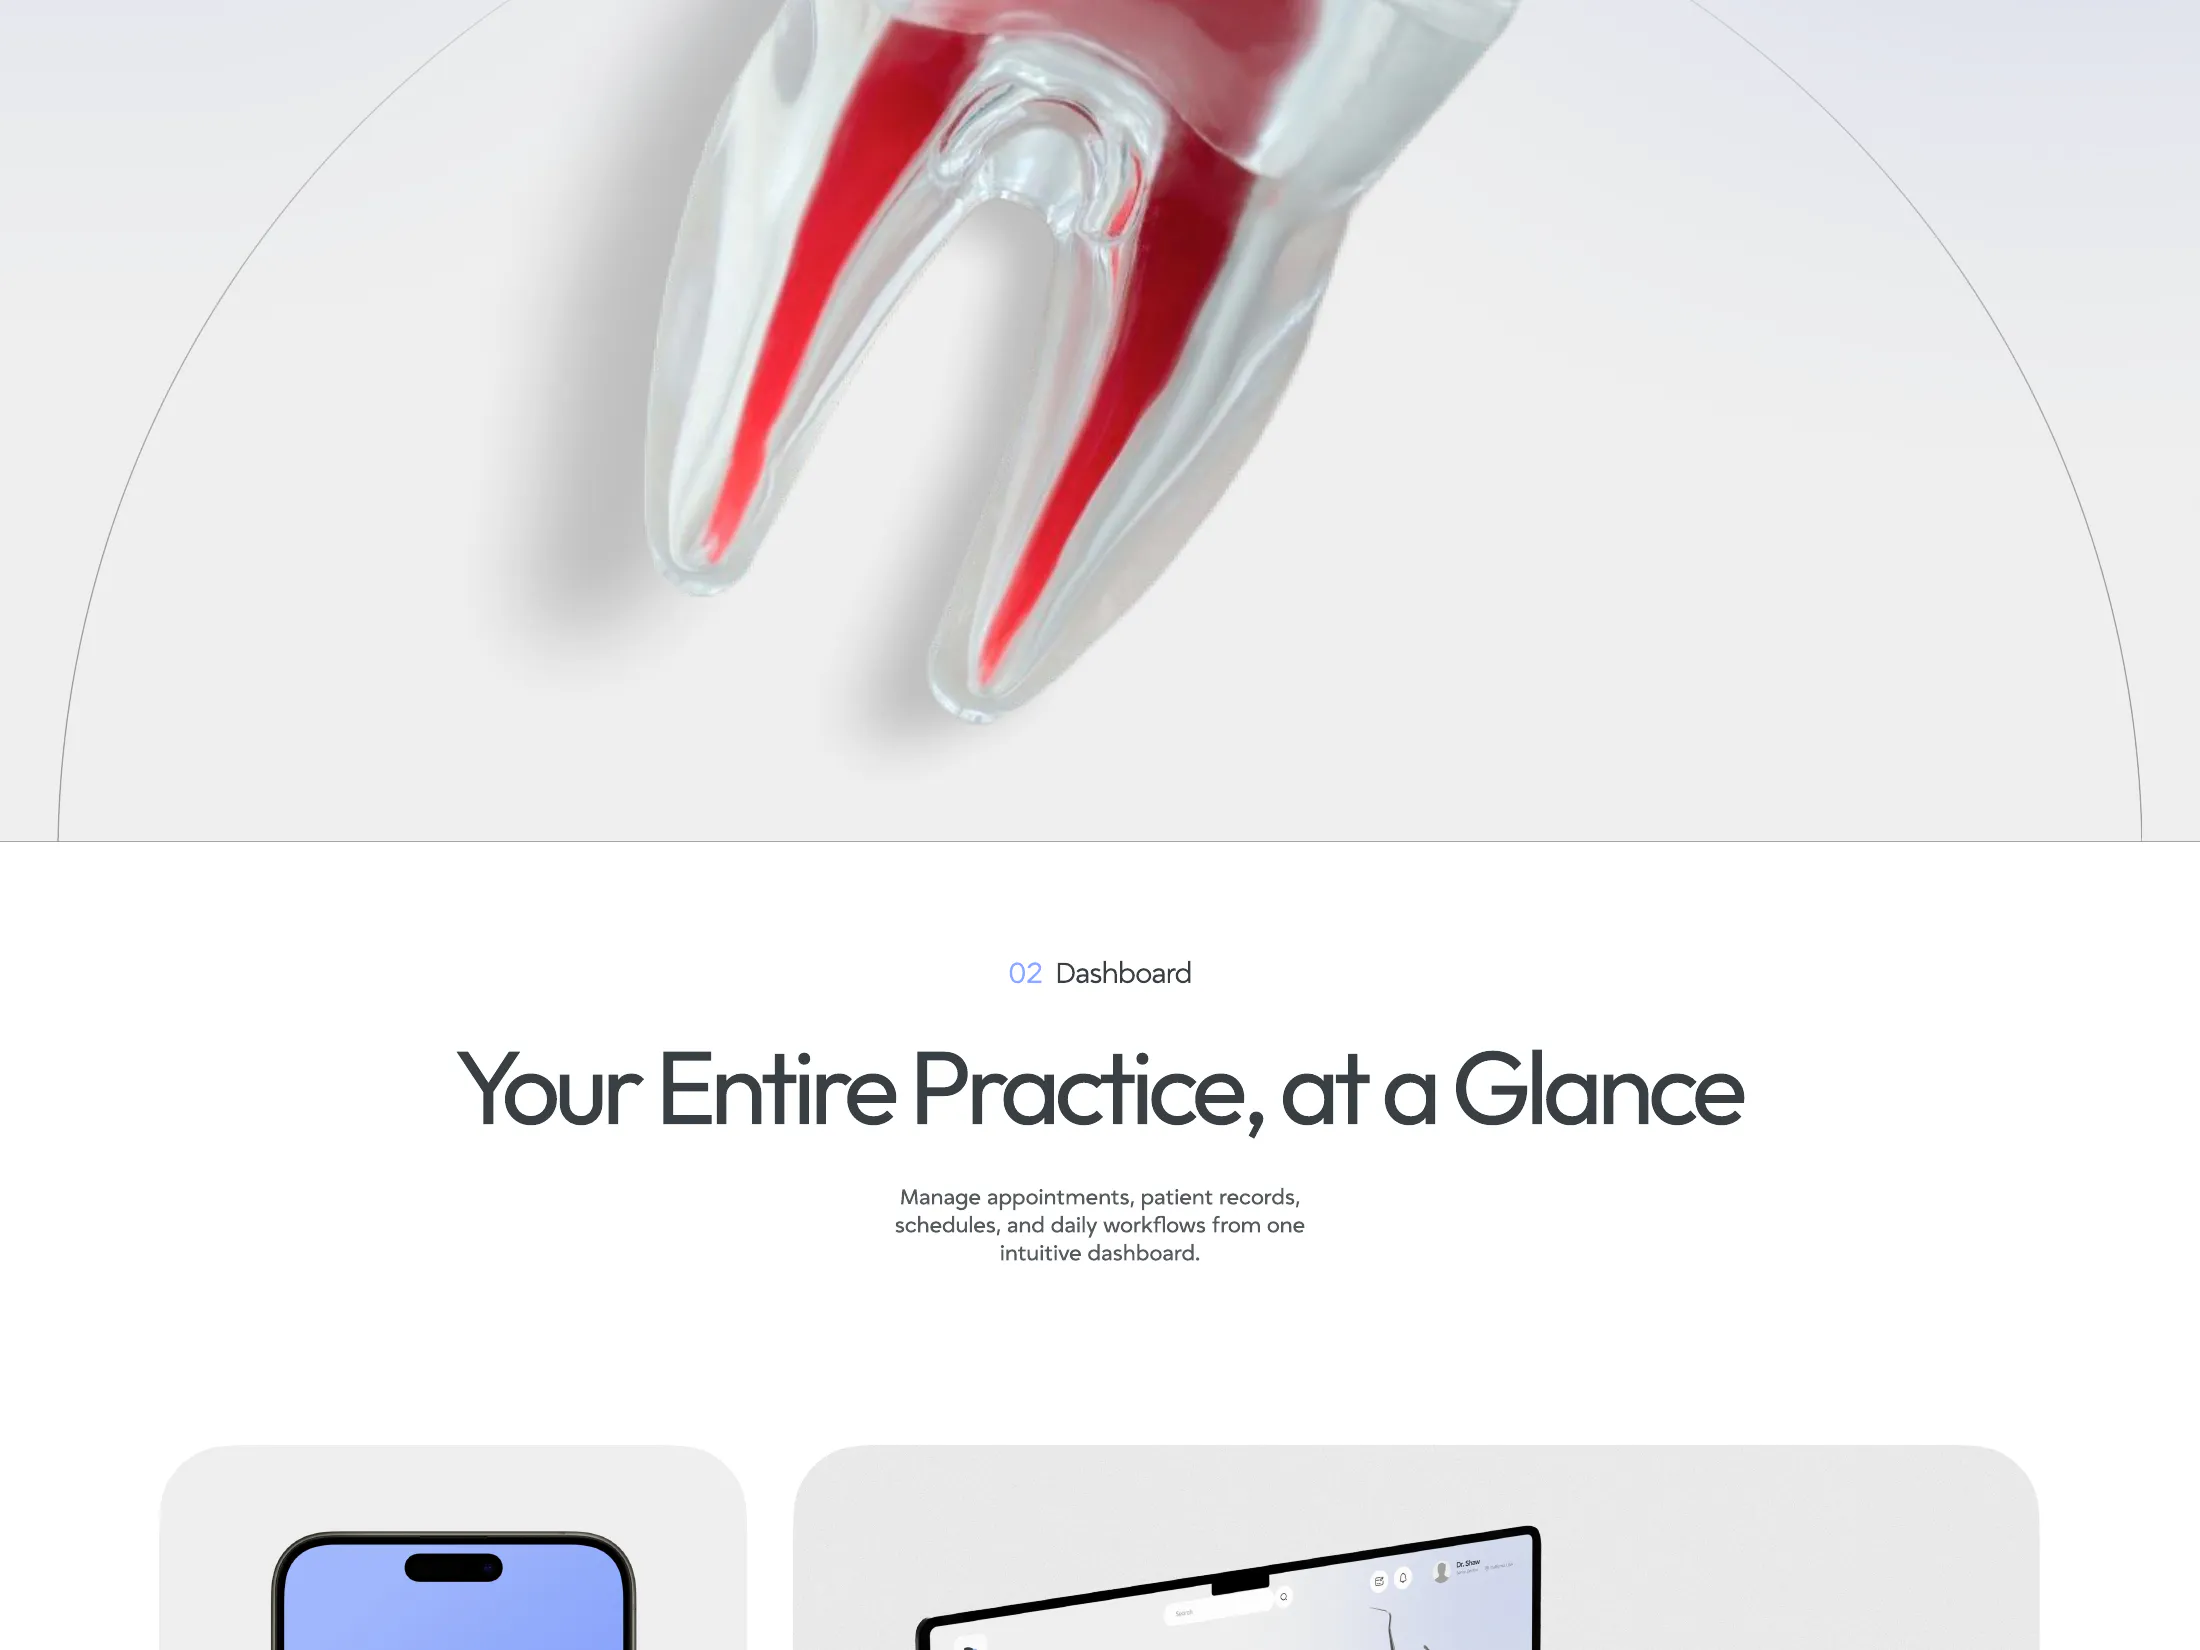 02 Dashboard
Your Entire Practice, at a Glance
Manage appointments, patient records,
schedules, and daily workflows from one
intuitive dashboard.
Dr. Shaw
Search